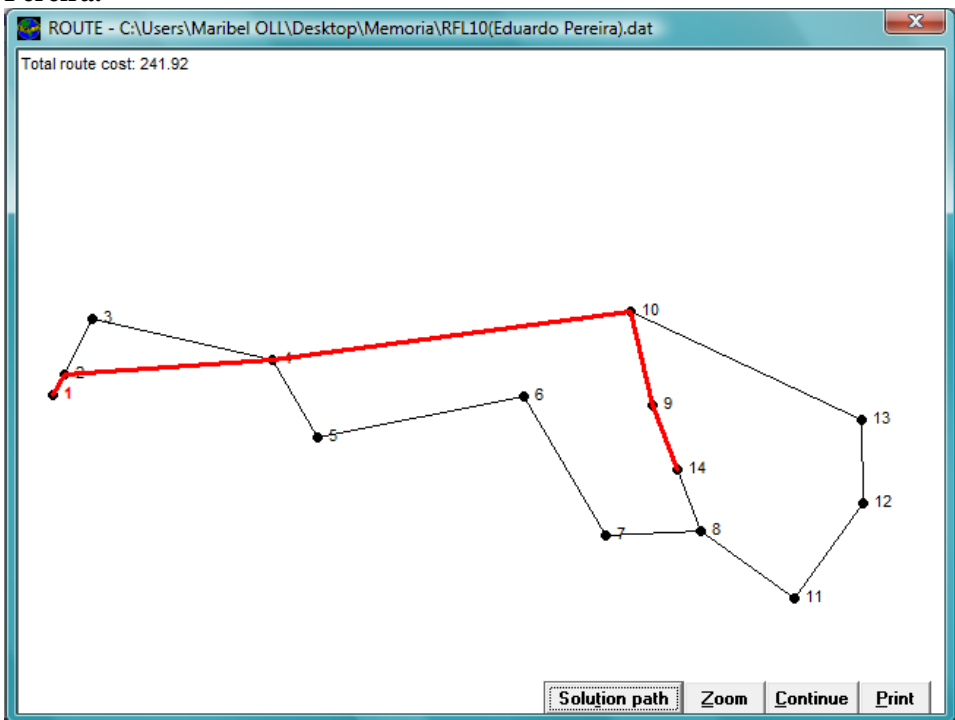 ROUTE - C:\Users\Maribel OLL\Desktop\Memoria\RFL10(Eduardo Pereira).dat
Total route cost: 241.92
10
3
4
2
1
6
9
13
5
14
12
7
8
11
Solution path
Zoom
Continue
Print